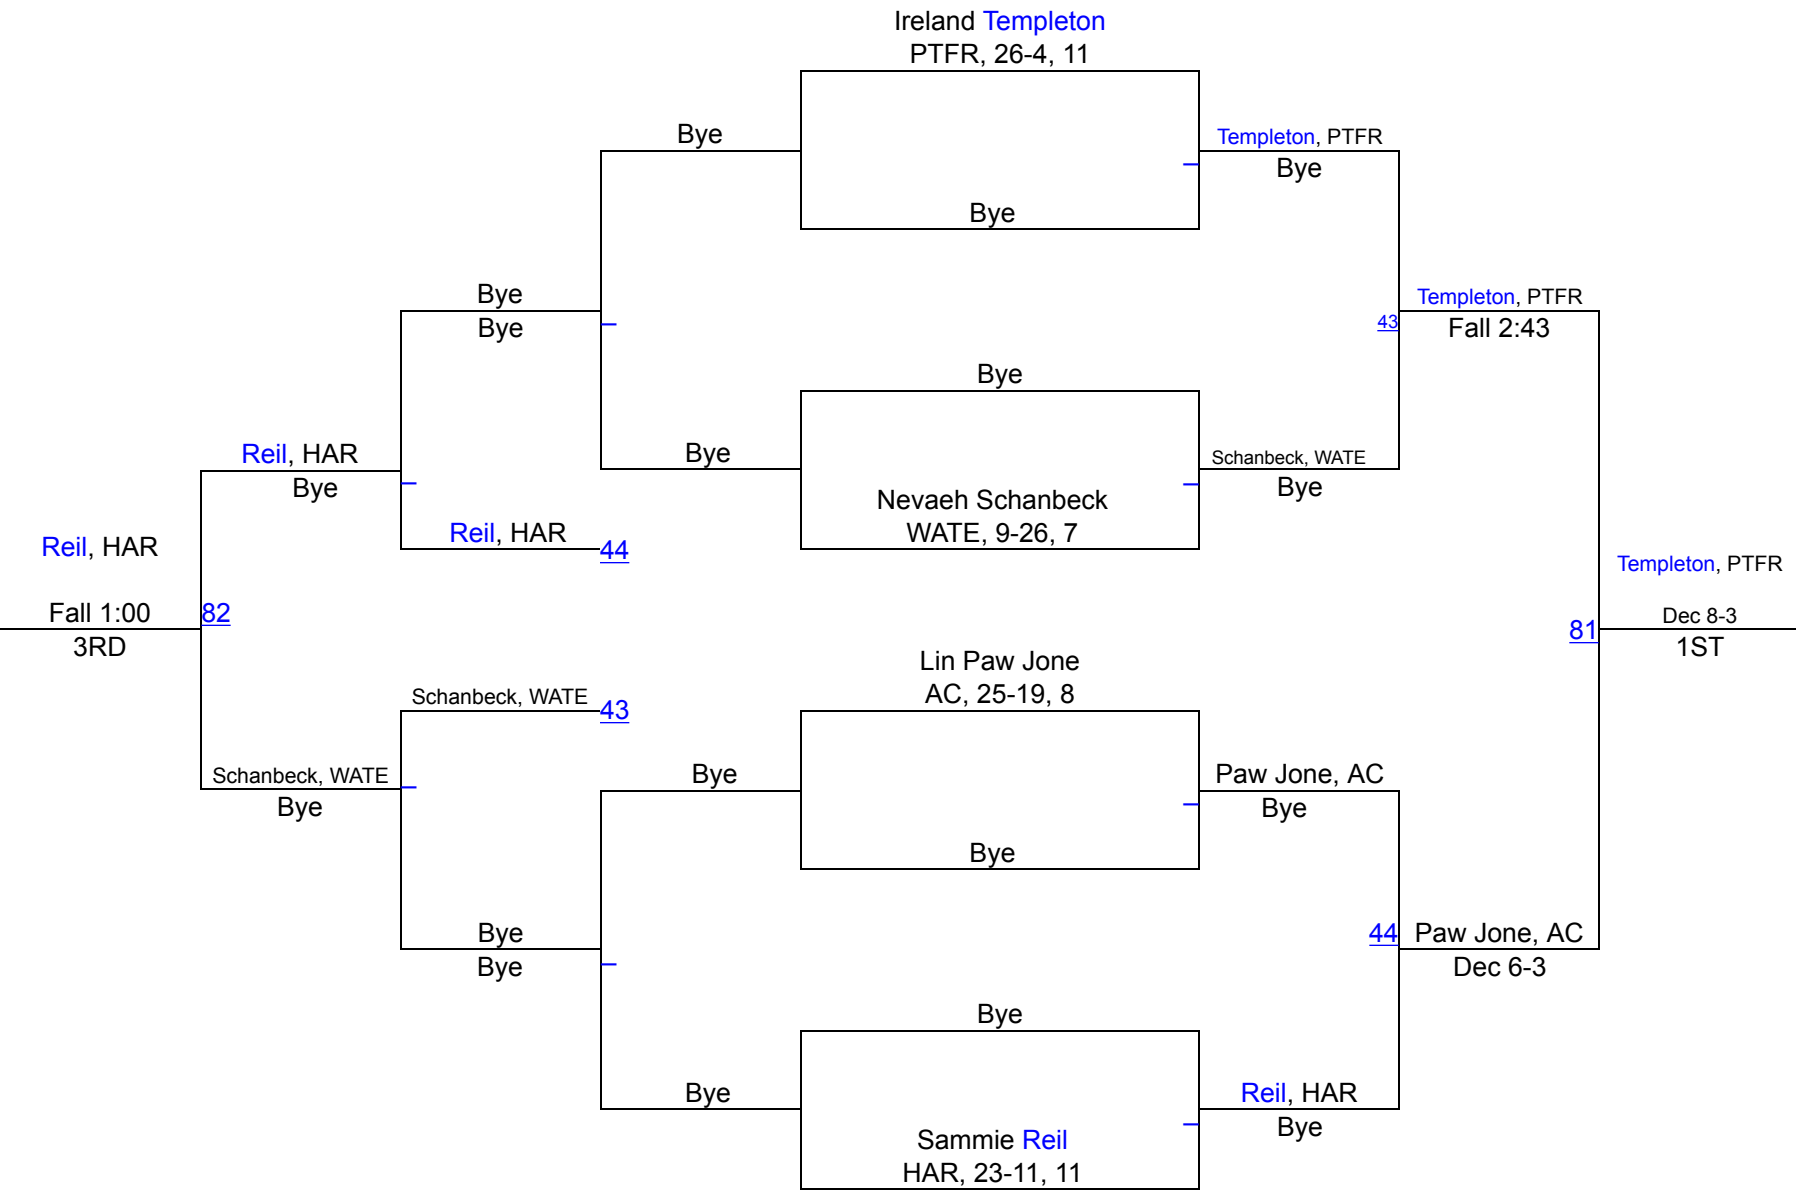 Ireland Templeton
PTFR, 26-4, 11
Bye
Templeton, PTFR
Bye
Bye
Bye
Bye
Templeton, PTFR
43
Fall 2:43
Bye
Reil, HAR
Bye
Bye
Schanbeck, WATE
Bye
Nevaeh Schanbeck
WATE, 9-26, 7
Reil, HAR
44
Reil, HAR
Fall 1:00
82
3RD
Templeton, PTFR
Dec 8-3
81
1ST
Lin Paw Jone
AC, 25-19, 8
Schanbeck, WATE
43
Schanbeck, WATE
Bye
Bye
Paw Jone, AC
Bye
Bye
Bye
Bye
44
Paw Jone, AC
Dec 6-3
Bye
Bye
Reil, HAR
Bye
Sammie Reil
HAR, 23-11, 11